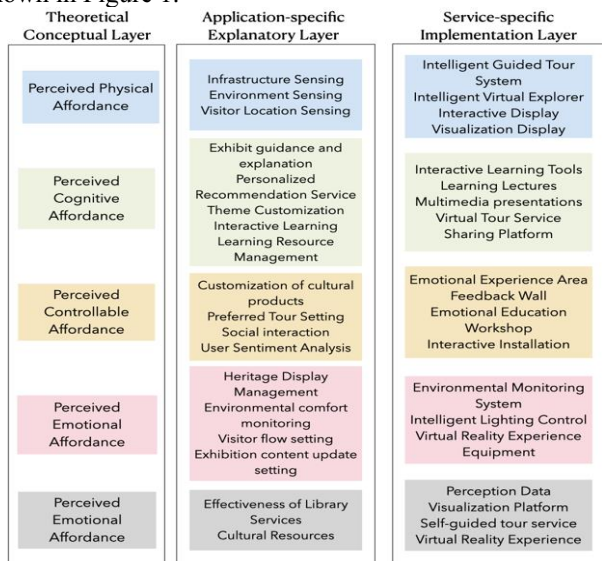 hown in Figure 1.
Theoretical
Conceptual Layer
Perceived Physical
Affordance
Perceived
Cognitive
Affordance
Perceived
Controllable
Affordance
Perceived
Emotional
Affordance
Perceived
Emotional
Affordance
Application-specific
Explanatory Layer
Infrastructure Sensing
Environment Sensing
Visitor Location Sensing
Exhibit guidance and
explanation
Personalized
Recommendation Service
Theme Customization
Interactive Learning
Learning Resource
Management
Customization of cultural
products
Preferred Tour Setting
Social interaction
User Sentiment Analysis
Heritage Display
Management
Environmental comfort
monitoring
Visitor flow setting
Exhibition content update
setting
Effectiveness of Library
Services
Cultural Resources
Service-specific
Implementation Layer
Intelligent Guided Tour
System
Intelligent Virtual Explorer
Interactive Display
Visualization Display
Interactive Learning Tools
Learning Lectures
Multimedia presentations
Virtual Tour Service
Sharing Platform
Emotional Experience Area
Feedback Wall
Emotional Education
Workshop
Interactive Installation
Environmental Monitoring
System
Intelligent Lighting Control
Virtual Reality Experience
Equipment
Perception Data
Visualization Platform
Self-guided tour service
Virtual Reality Experience